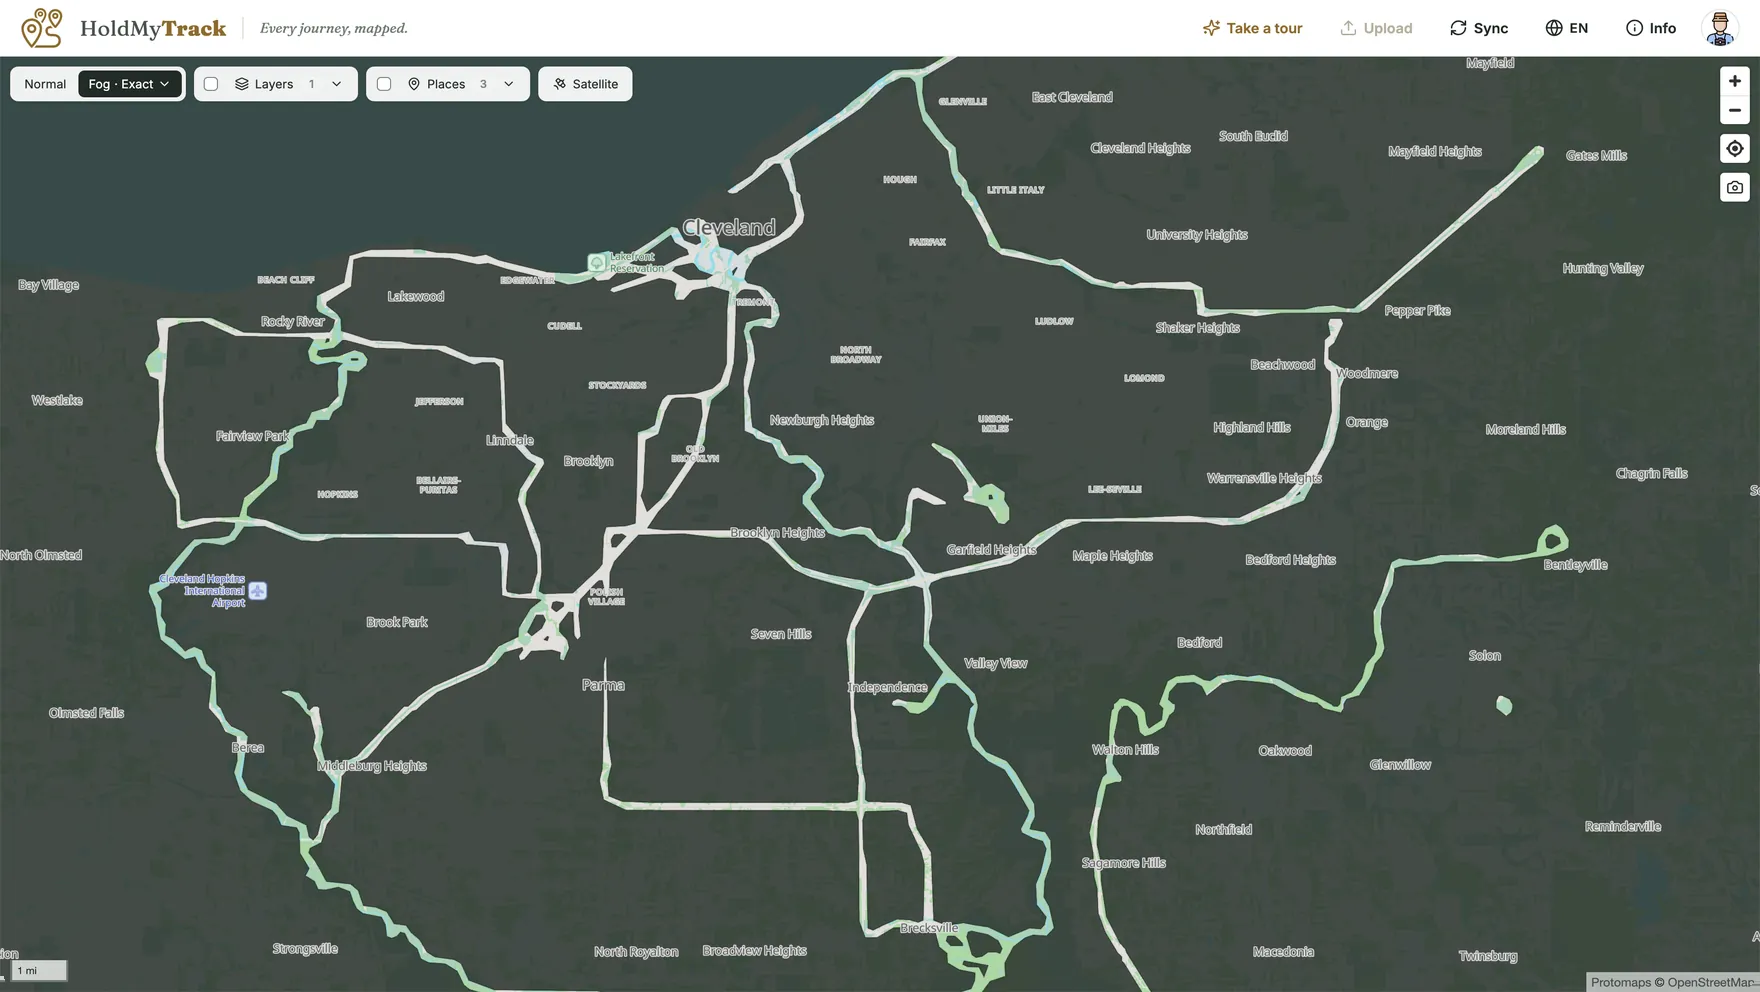 HoldMyTrack
Every journey, mapped.
Take a tour
Upload
Sync
EN
Info
Normal
Fog · Exact
Layers 1
Places 3
Satellite
Mayfield
GLENVILLE
East Cleveland
South Euclid
Cleveland Heights
Mayfield Heights
Gates Mills
HOUGH
LITTLE ITALY
Cleveland
University Heights
FAIRFAX
Lakefront
Reservation
Hunting Valley
BEACH CLIFF
EDGEWATER
Bay Village
Lakewood
TREMONT
Pepper Pike
Rocky River
CUDELL
LUDLOW
Shaker Heights
NORTH
BROADWAY
Beachwood
Woodmere
LOMOND
STOCKYARDS
Westlake
JEFFERSON
Newburgh Heights
UNION-
MILES
Highland Hills
Orange
Moreland Hills
Fairview Park
Linndale
OLD
BROOKLYN
Brooklyn
Chagrin Falls
Warrensville Heights
BELLAIRE-
PURITAS
HOPKINS
LEE-SEVILLE
Brooklyn Heights
Garfield Heights
Maple Heights
Bedford Heights
Bentleyville
North Olmsted
Cleveland Hopkins
International
Airport
POLISH
VILLAGE
Brook Park
Seven Hills
Bedford
Solon
Valley View
Parma
Independence
Olmsted Falls
Berea
Middleburg Heights
Walton Hills
Oakwood
Glenwillow
Northfield
Reminderville
Sagamore Hills
Brecksville
Strongsville
North Royalton
Broadview Heights
Macedonia
Twinsburg
1 mi
Protomaps © OpenStreetMap